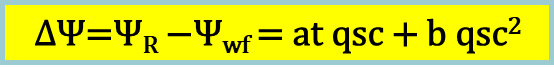 ΔΨ=Ψ_R −Ψ_wf = at qsc + b qsc²